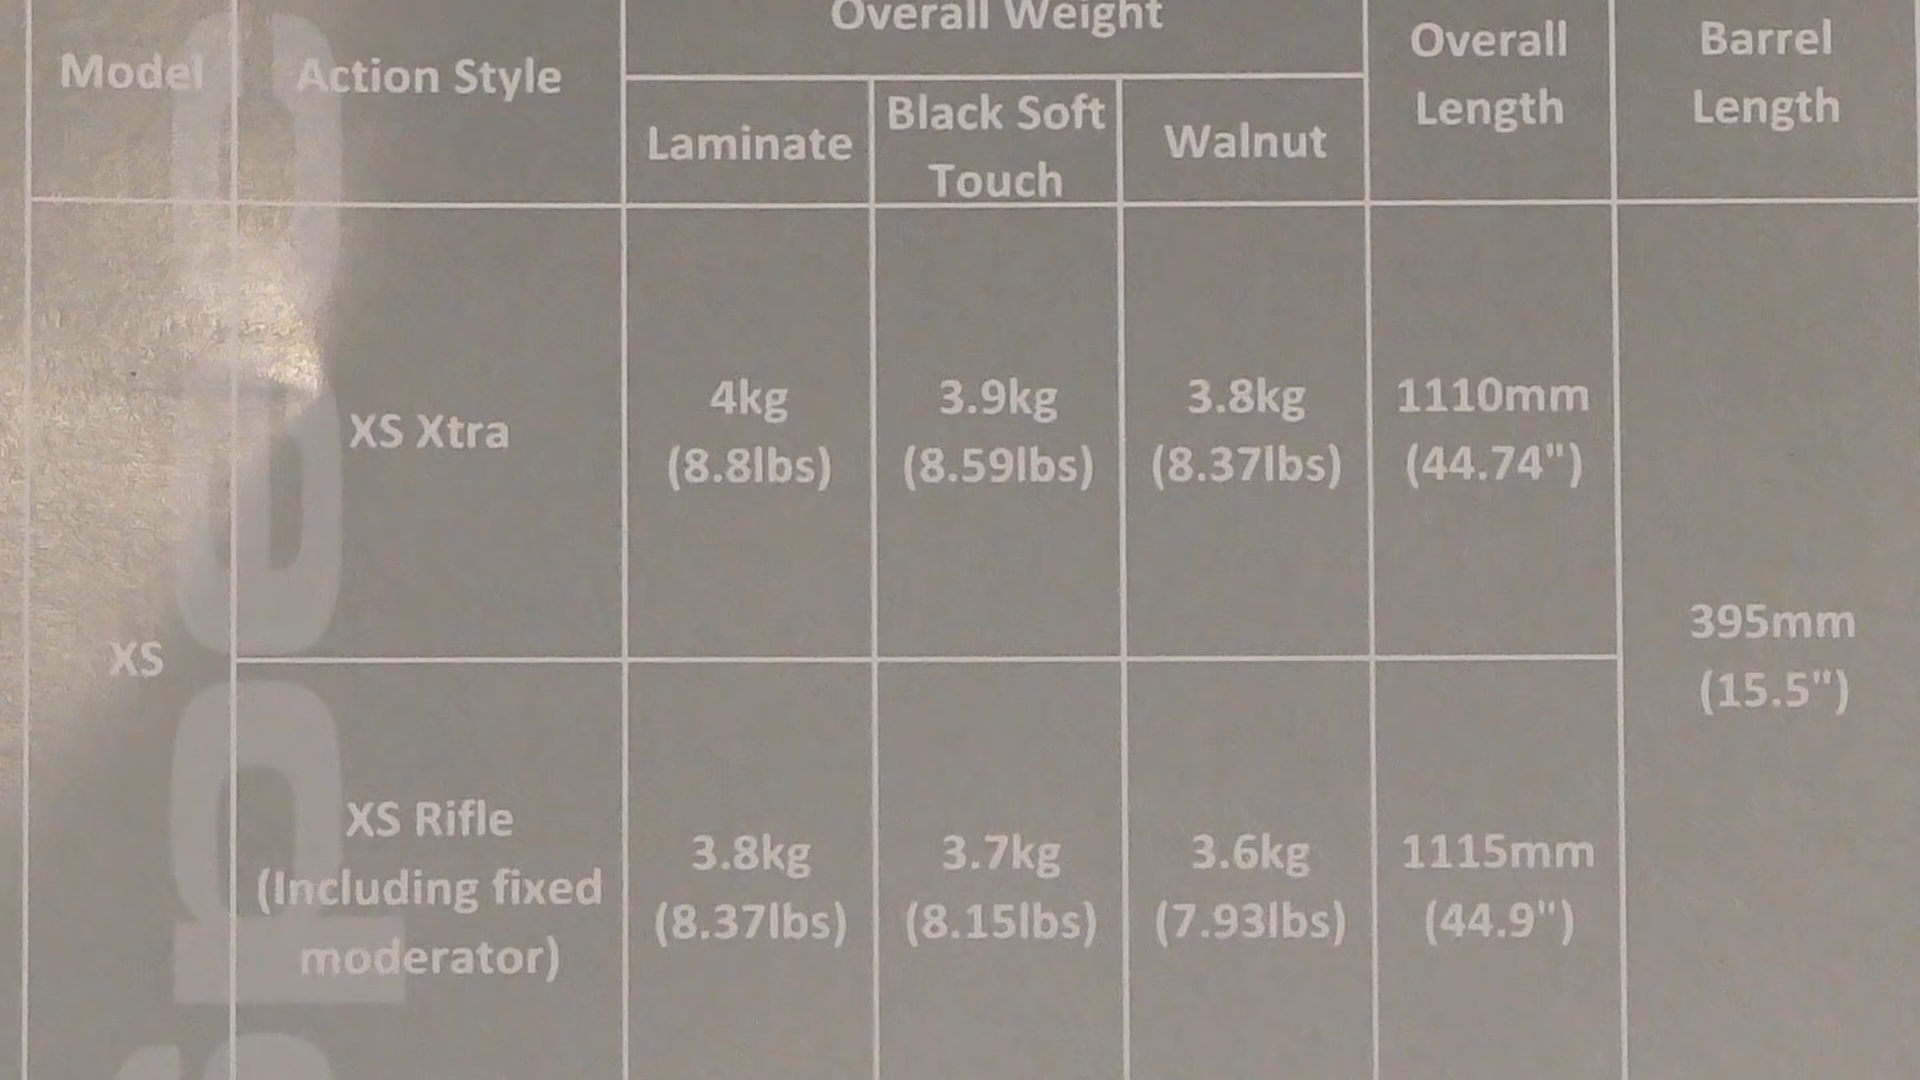 Overall Weight
Model
Action Style
Overall
Length
Barrel
Length
Laminate
Black Soft
Touch
Walnut
XS
XS Xtra
4kg
(8.8lbs)
3.9kg
(8.59lbs)
3.8kg
(8.37lbs)
1110mm
(44.74")
395mm
(15.5")
XS Rifle
(Including fixed
moderator)
3.8kg
(8.37lbs)
3.7kg
(8.15lbs)
3.6kg
(7.93lbs)
1115mm
(44.9")